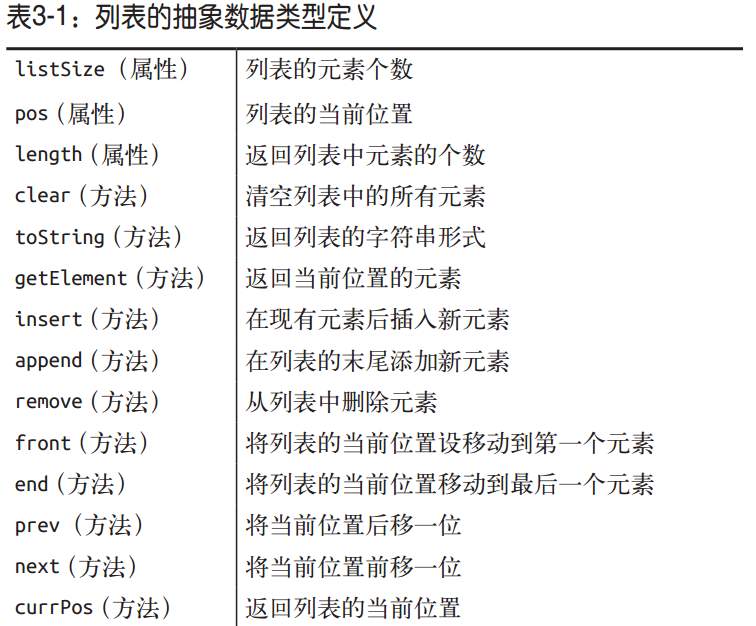 表3-1：列表的抽象数据类型定义
listSize（属性） 列表的元素个数
pos（属性） 列表的当前位置
length（属性） 返回列表中元素的个数
clear（方法） 清空列表中的所有元素
toString（方法） 返回列表的字符串形式
getElement（方法） 返回当前位置的元素
insert（方法） 在现有元素后插入新元素
append（方法） 在列表的末尾添加新元素
remove（方法） 从列表中删除元素
front（方法） 将列表的当前位置设移动到第一个元素
end（方法） 将列表的当前位置移动到最后一个元素
prev（方法） 将当前位置后移一位
next（方法） 将当前位置前移一位
currPos（方法） 返回列表的当前位置